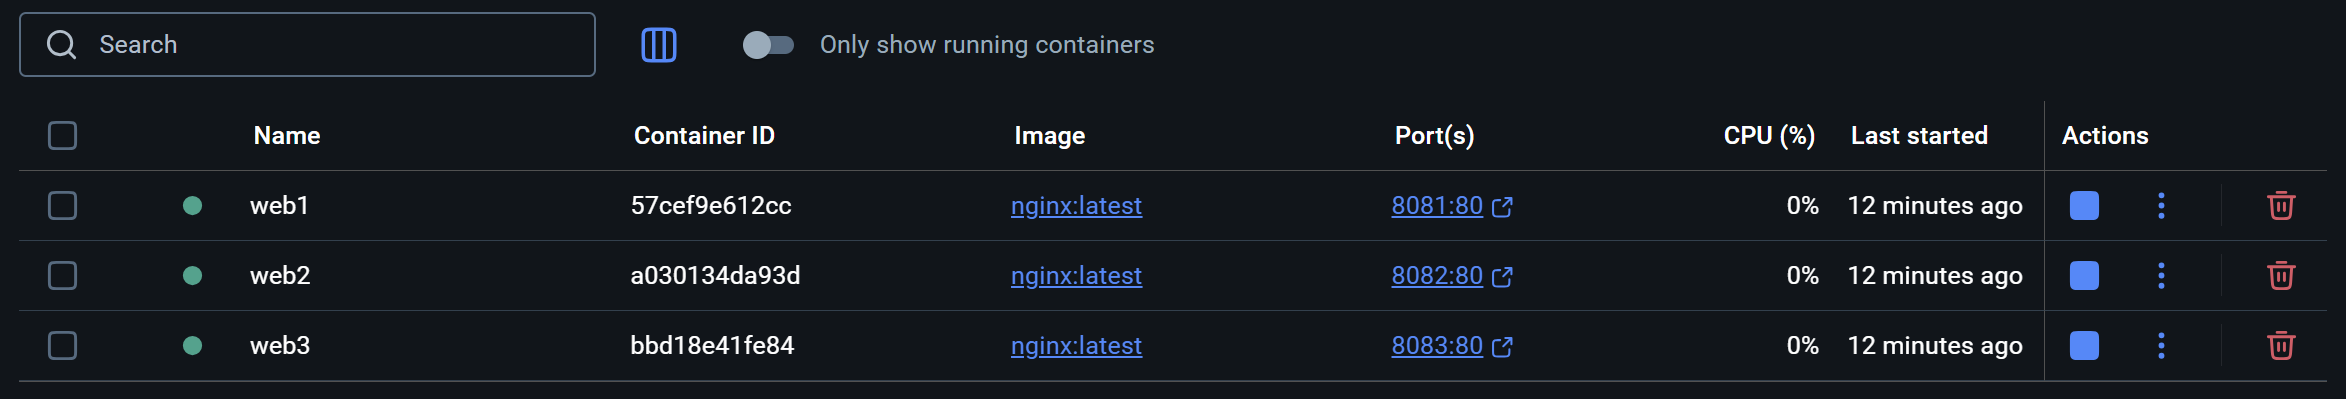 Search Only show running containers
Name Container ID Image Port(s) CPU (%) Last started Actions
web1 57cef9e612cc nginx:latest 8081:80 0% 12 minutes ago
web2 a030134da93d nginx:latest 8082:80 0% 12 minutes ago
web3 bbd18e41fe84 nginx:latest 8083:80 0% 12 minutes ago